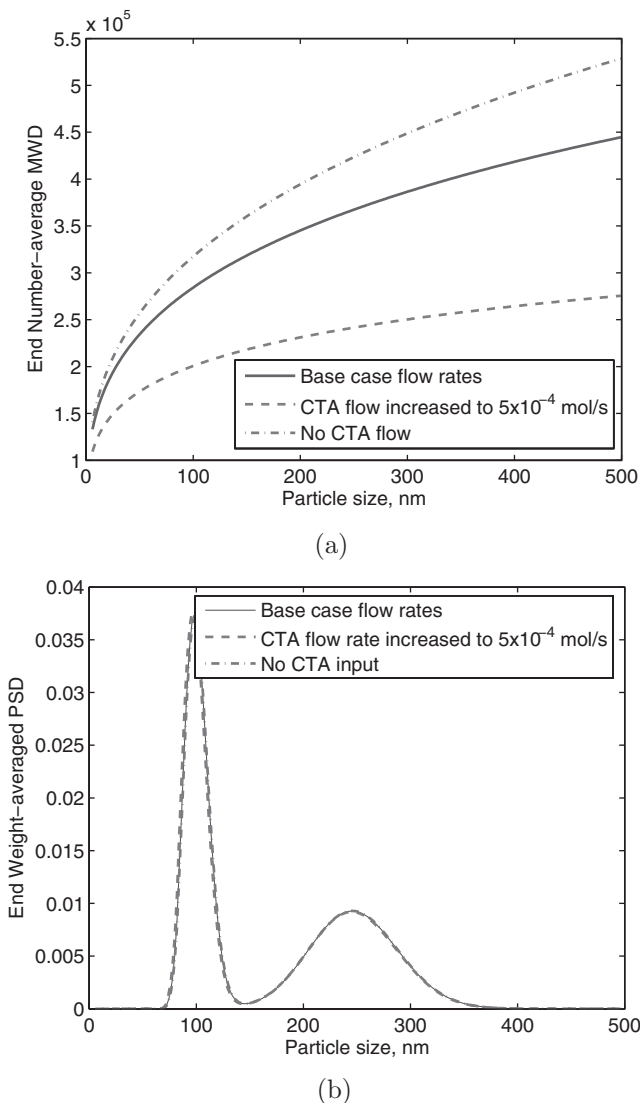 x 10⁵
5.5
5
4.5
4
3.5
3
2.5
2
1.5
1
End Number−average MWD
Base case flow rates
CTA flow increased to 5x10⁻⁴ mol/s
No CTA flow
0 100 200 300 400 500
Particle size, nm
(a)
0.04
0.035
0.03
0.025
0.02
0.015
0.01
0.005
0
End Weight−averaged PSD
Base case flow rates
CTA flow rate increased to 5x10⁻⁴ mol/s
No CTA input
0 100 200 300 400 500
Particle size, nm
(b)